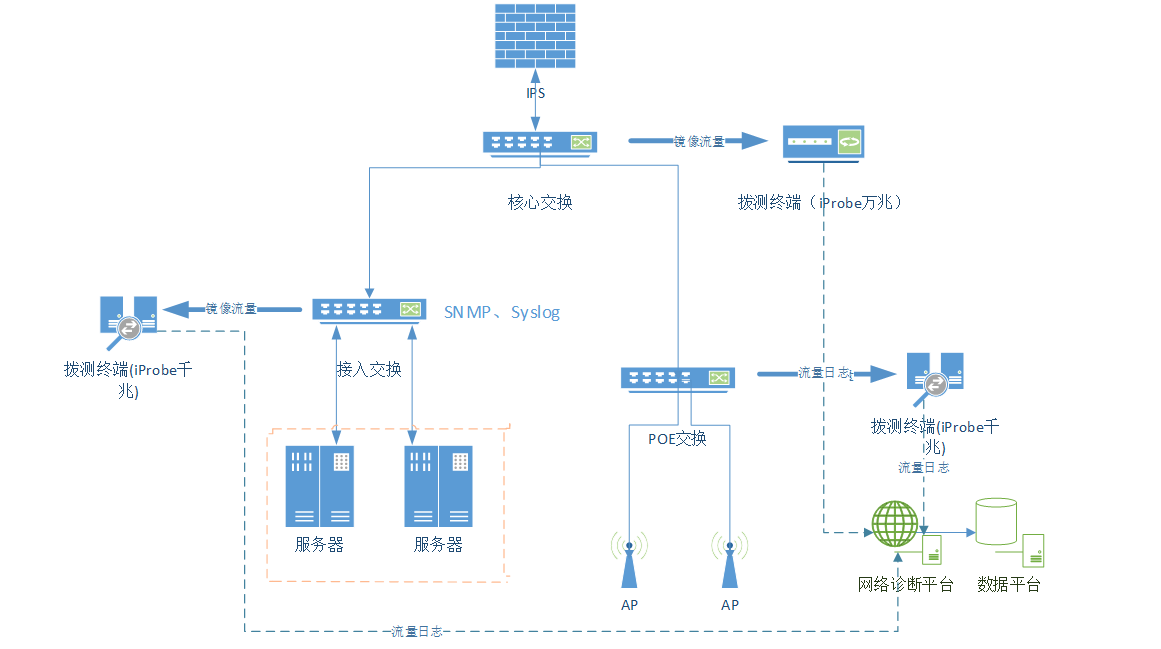 IPS
镜像流量
核心交换
拨测终端（iProbe万兆）
镜像流量
SNMP、Syslog
拨测终端(iProbe千
兆)
接入交换
流量日志
POE交换
拨测终端(iProbe千
兆)
流量日志
服务器
服务器
AP
AP
网络诊断平台
数据平台
流量日志